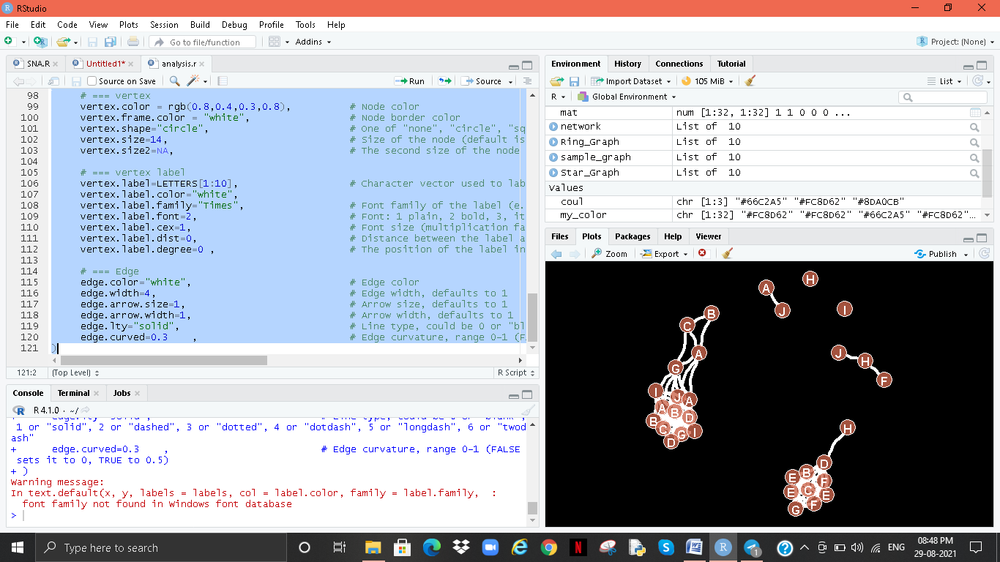 RStudio
File Edit Code View Plots Session Build Debug Profile Tools Help
Go to file/function Addins Project: (None)
SNA.R Untitled1* analysis.r
Source on Save Run Source
98 # === vertex
99 vertex.color = rgb(0.8,0.4,0.3,0.8), # Node color
100 vertex.frame.color = "white", # Node border color
101 vertex.shape="circle", # One of "none", "circle", "sq
102 vertex.size=14, # Size of the node (default is
103 vertex.size2=NA, # The second size of the node
104
105 # === vertex label
106 vertex.label=LETTERS[1:10], # Character vector used to lab
107 vertex.label.color="white",
108 vertex.label.family="Times", # Font family of the label (e.
109 vertex.label.font=2, # Font: 1 plain, 2 bold, 3, it
110 vertex.label.cex=1, # Font size (multiplication fa
111 vertex.label.dist=0, # Distance between the label a
112 vertex.label.degree=0 , # The position of the label in
113
114 # === Edge
115 edge.color="white", # Edge color
116 edge.width=4, # Edge width, defaults to 1
117 edge.arrow.size=1, # Arrow size, defaults to 1
118 edge.arrow.width=1, # Arrow width, defaults to 1
119 edge.lty="solid", # Line type, could be 0 or "bl
120 edge.curved=0.3 , # Edge curvature, range 0-1 (FA
121 )
121:2 (Top Level) R Script
Console Terminal Jobs
R 4.1.0 · ~/
1 or "solid", 2 or "dashed", 3 or "dotted", 4 or "dotdash", 5 or "longdash", 6 or "twod
ash"
+ edge.curved=0.3 , # Edge curvature, range 0-1 (FALSE
sets it to 0, TRUE to 0.5)
+ )
Warning message:
In text.default(x, y, labels = labels, col = label.color, family = label.family, :
font family not found in Windows font database
>
Environment History Connections Tutorial
Import Dataset 105 MiB List
R Global Environment
mat num [1:32, 1:32] 1 1 0 0 0 ...
network List of 10
Ring_Graph List of 10
sample_graph List of 10
Star_Graph List of 10
Values
coul chr [1:3] "#66C2A5" "#FC8D62" "#8DA0CB"
my_color chr [1:32] "#FC8D62" "#FC8D62" "#66C2A5" "#FC8D62"...
Files Plots Packages Help Viewer
Zoom Export Publish
H
A
J I
B
C
A J H
G F
I J A
A B D H
B C G I
D
D
E B F
E C E
G F
Type here to search
ENG 08:48 PM
29-08-2021